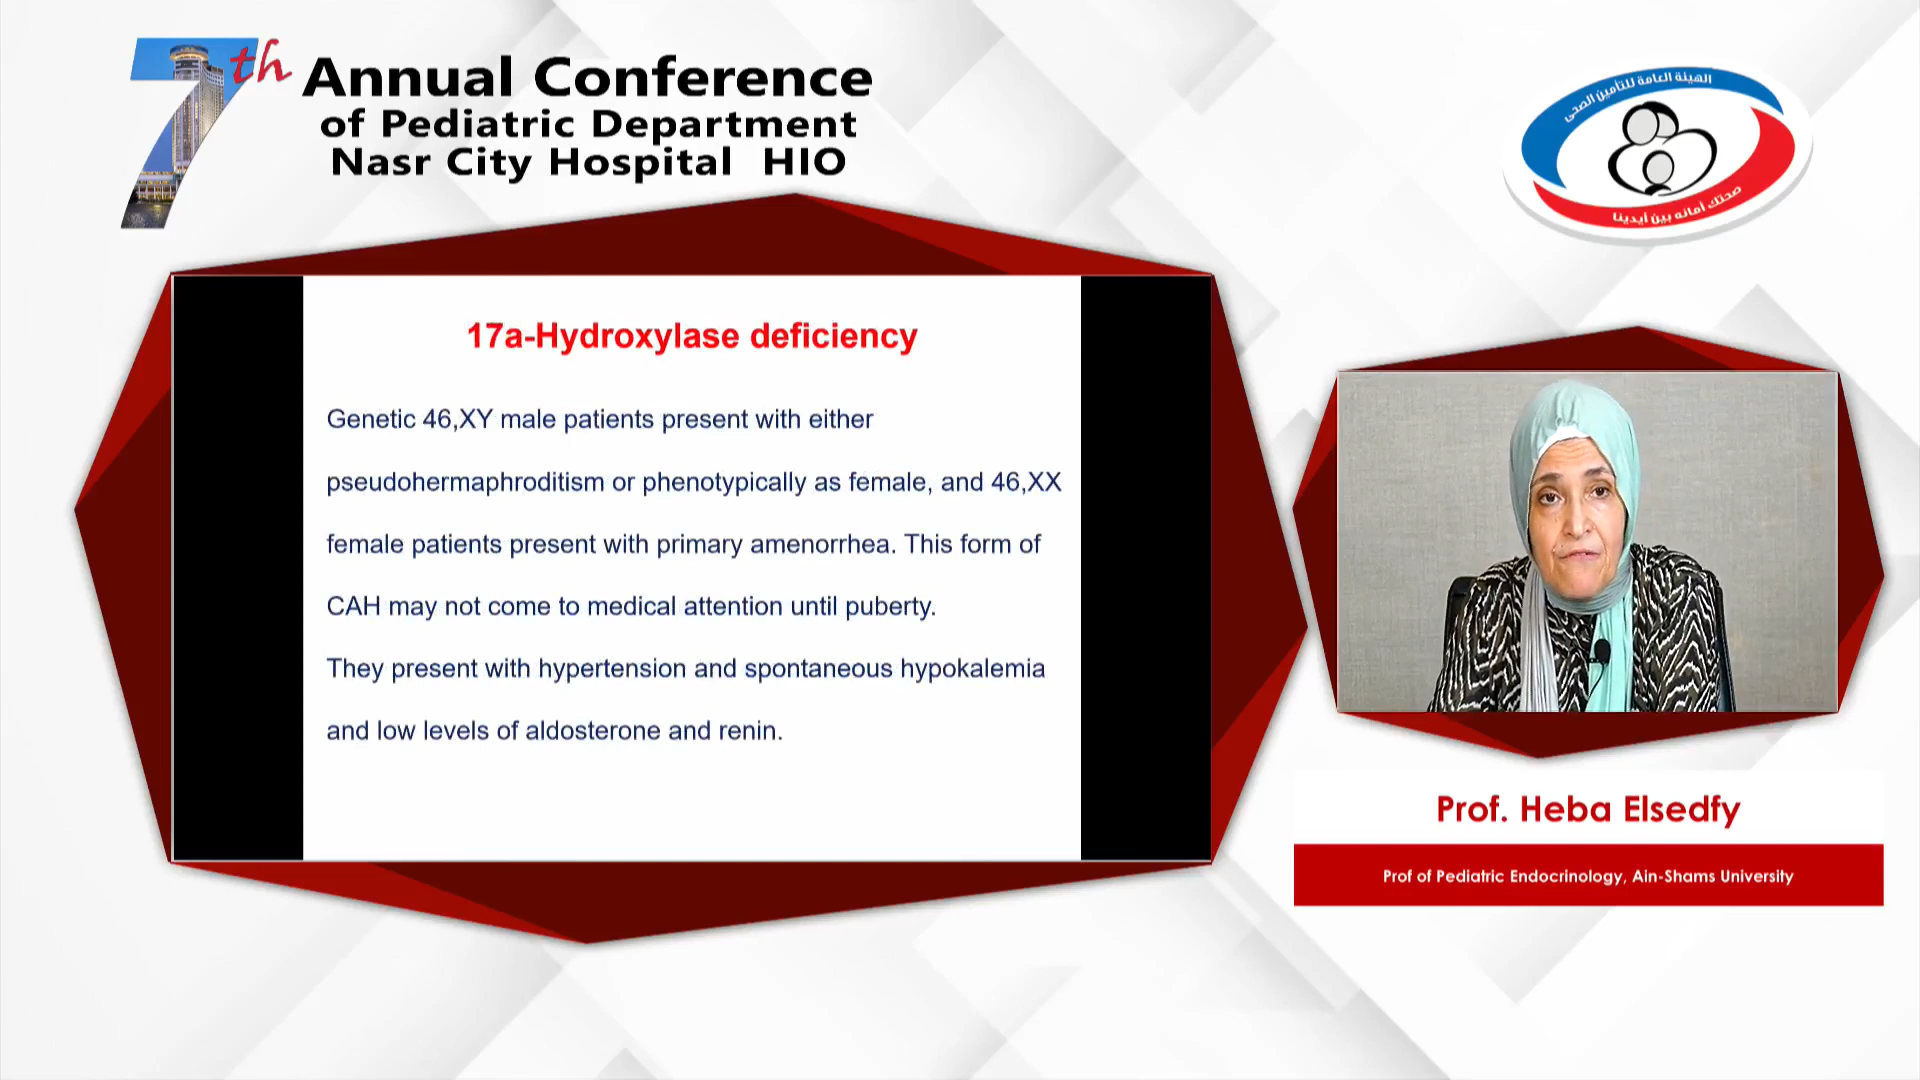 7th Annual Conference
of Pediatric Department
Nasr City Hospital HIO
الهيئة العامة للتأمين الصحى
صحتك أمانه بين أيدينا
17a-Hydroxylase deficiency
Genetic 46,XY male patients present with either
pseudohermaphroditism or phenotypically as female, and 46,XX
female patients present with primary amenorrhea. This form of
CAH may not come to medical attention until puberty.
They present with hypertension and spontaneous hypokalemia
and low levels of aldosterone and renin.
Prof. Heba Elsedfy
Prof of Pediatric Endocrinology, Ain-Shams University